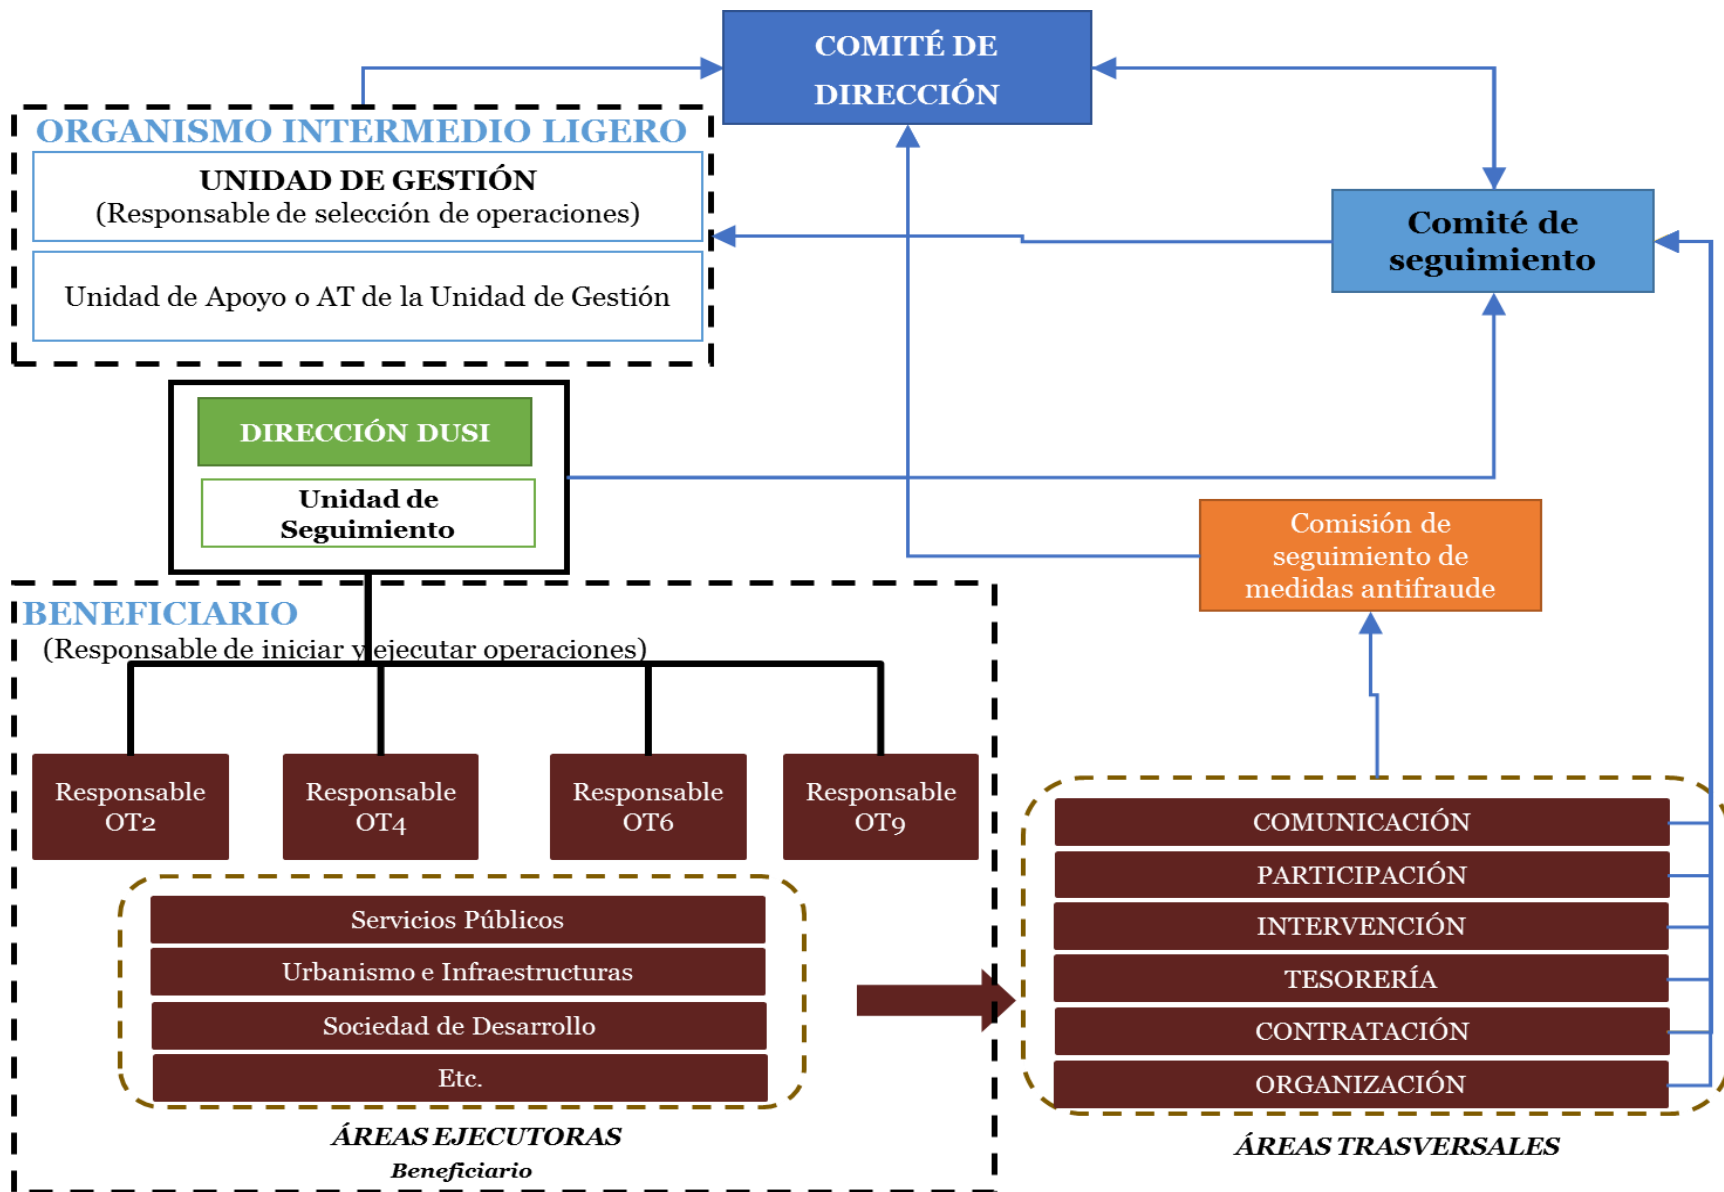 COMITÉ DE
DIRECCIÓN
ORGANISMO INTERMEDIO LIGERO
UNIDAD DE GESTIÓN
(Responsable de selección de operaciones)
Unidad de Apoyo o AT de la Unidad de Gestión
Comité de
seguimiento
DIRECCIÓN DUSI
Unidad de
Seguimiento
Comisión de
seguimiento de
medidas antifraude
BENEFICIARIO
(Responsable de iniciar y ejecutar operaciones)
Responsable
OT2
Responsable
OT4
Responsable
OT6
Responsable
OT9
Servicios Públicos
Urbanismo e Infraestructuras
Sociedad de Desarrollo
Etc.
ÁREAS EJECUTORAS
Beneficiario
COMUNICACIÓN
PARTICIPACIÓN
INTERVENCIÓN
TESORERÍA
CONTRATACIÓN
ORGANIZACIÓN
ÁREAS TRASVERSALES